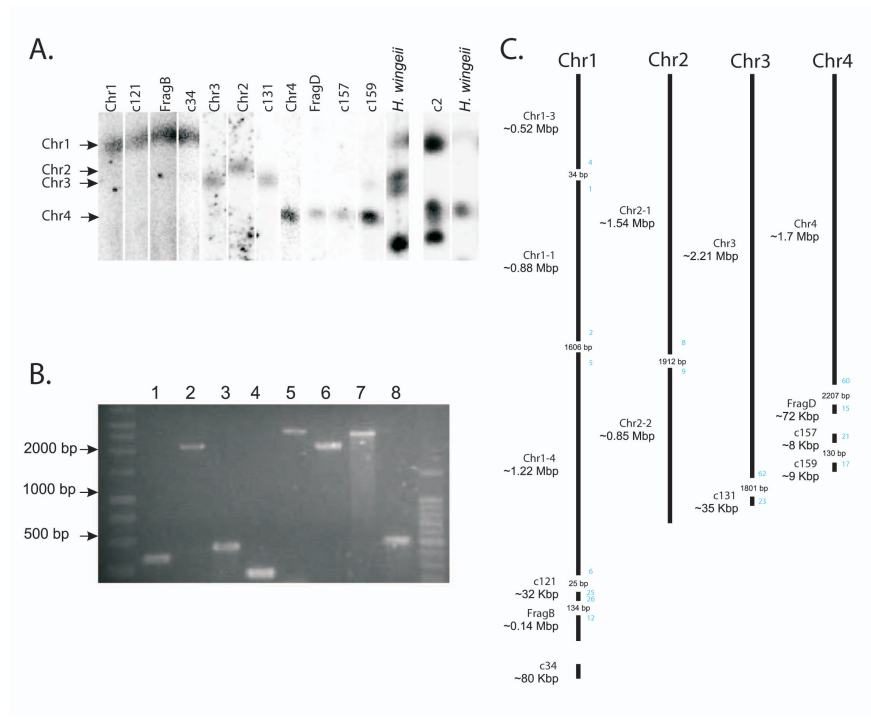 A.
Chr1
c121
FragB
c34
Chr3
Chr2
c131
Chr4
FragD
c157
c159
H. wingeii
c2
H. wingeii
Chr1
Chr2
Chr3
Chr4
B.
1 2 3 4 5 6 7 8
2000 bp
1000 bp
500 bp
C.
Chr1 Chr2 Chr3 Chr4
Chr1-3
~0.52 Mbp
4
34 bp
1
Chr1-1
~0.88 Mbp
2
1606 bp
5
Chr1-4
~1.22 Mbp
6
25 bp
c121
~32 Kbp
25
26
134 bp
FragB
~0.14 Mbp
12
c34
~80 Kbp
Chr2-1
~1.54 Mbp
8
1912 bp
9
Chr2-2
~0.85 Mbp
Chr3
~2.21 Mbp
62
1801 bp
c131
~35 Kbp
23
Chr4
~1.7 Mbp
60
2207 bp
FragD
~72 Kbp
15
c157
~8 Kbp
21
130 bp
c159
~9 Kbp
17